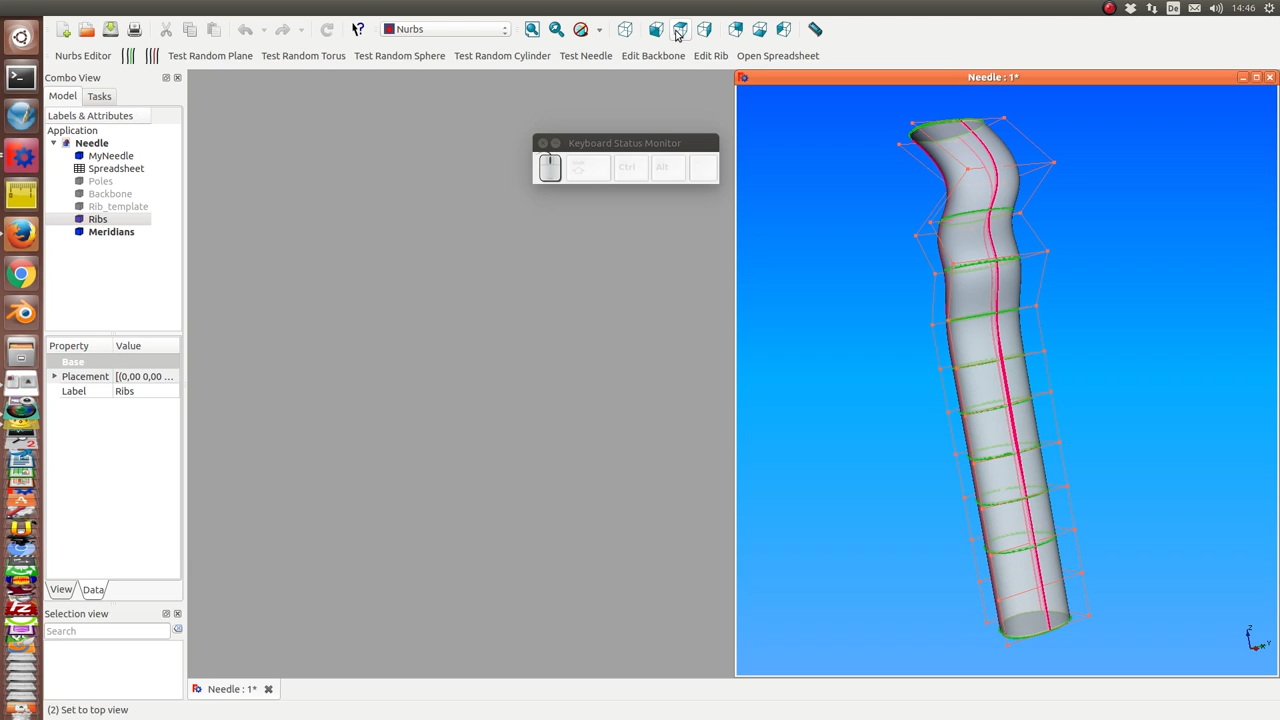 De 14:46
Nurbs
Nurbs Editor Test Random Plane Test Random Torus Test Random Sphere Test Random Cylinder Test Needle Edit Backbone Edit Rib Open Spreadsheet
Combo View
Needle : 1*
Model Tasks
Labels & Attributes
Application
Needle
MyNeedle
Spreadsheet
Poles
Backbone
Rib_template
Ribs
Meridians
Keyboard Status Monitor
Ctrl Alt
Property Value
Base
Placement [(0,00 0,00 ...
Label Ribs
View Data
Selection view
Search
Z
Y
Needle : 1*
(2) Set to top view